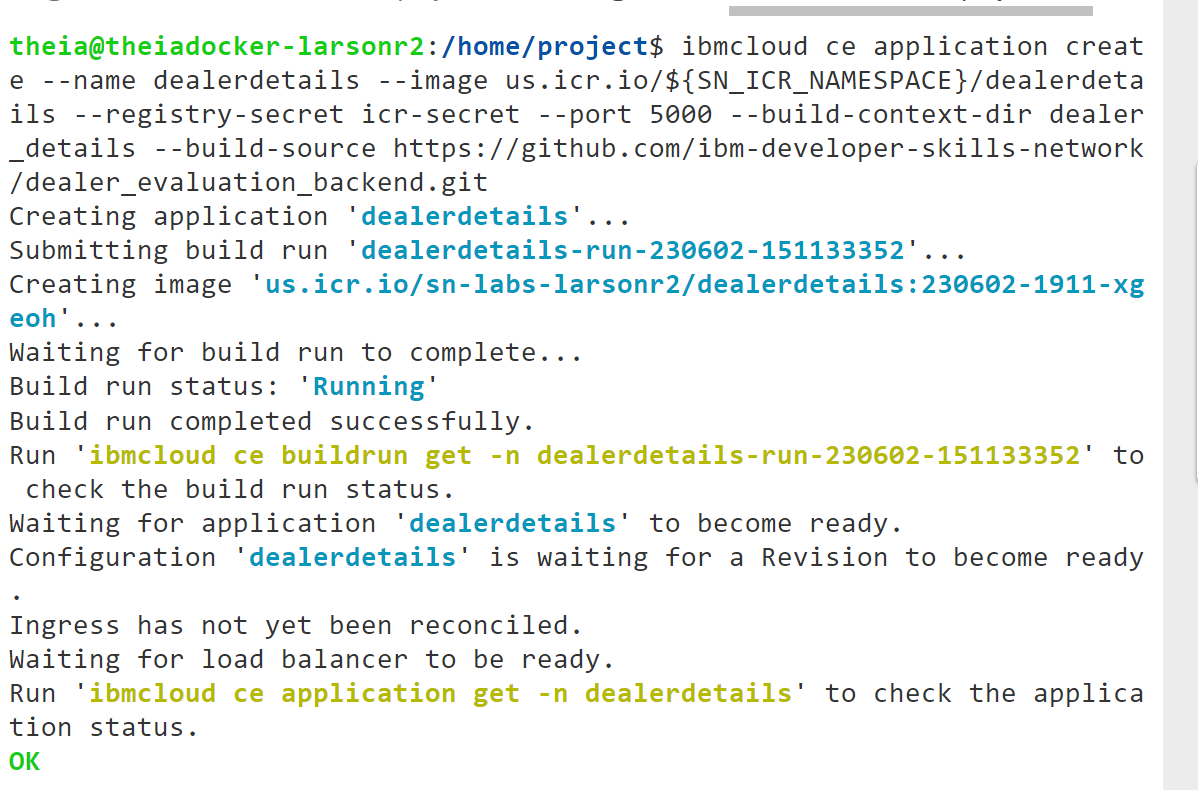 theia@theiadocker-larsonr2:/home/project$ ibmcloud ce application creat
e --name dealerdetails --image us.icr.io/${SN_ICR_NAMESPACE}/dealerdeta
ils --registry-secret icr-secret --port 5000 --build-context-dir dealer
_details --build-source https://github.com/ibm-developer-skills-network
/dealer_evaluation_backend.git
Creating application 'dealerdetails'...
Submitting build run 'dealerdetails-run-230602-151133352'...
Creating image 'us.icr.io/sn-labs-larsonr2/dealerdetails:230602-1911-xg
eoh'...
Waiting for build run to complete...
Build run status: 'Running'
Build run completed successfully.
Run 'ibmcloud ce buildrun get -n dealerdetails-run-230602-151133352' to
 check the build run status.
Waiting for application 'dealerdetails' to become ready.
Configuration 'dealerdetails' is waiting for a Revision to become ready
.
Ingress has not yet been reconciled.
Waiting for load balancer to be ready.
Run 'ibmcloud ce application get -n dealerdetails' to check the applica
tion status.
OK